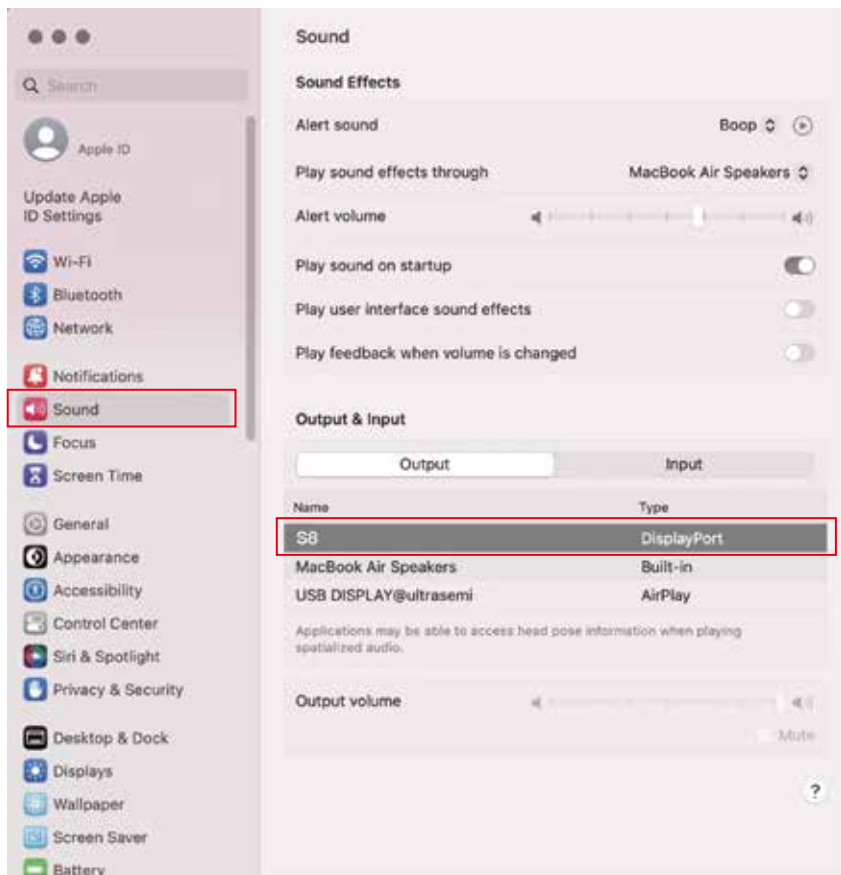 Search
Apple ID
Update Apple
ID Settings
Wi-Fi
Bluetooth
Network
Notifications
Sound
Focus
Screen Time
General
Appearance
Accessibility
Control Center
Siri & Spotlight
Privacy & Security
Desktop & Dock
Displays
Wallpaper
Screen Saver
Battery
Sound
Sound Effects
Alert sound Boop
Play sound effects through MacBook Air Speakers
Alert volume
Play sound on startup
Play user interface sound effects
Play feedback when volume is changed
Output & Input
Output Input
Name Type
S8 DisplayPort
MacBook Air Speakers Built-in
USB DISPLAY@ultrasemi AirPlay
Applications may be able to access head pose information when playing
spatialized audio.
Output volume
Mute
?